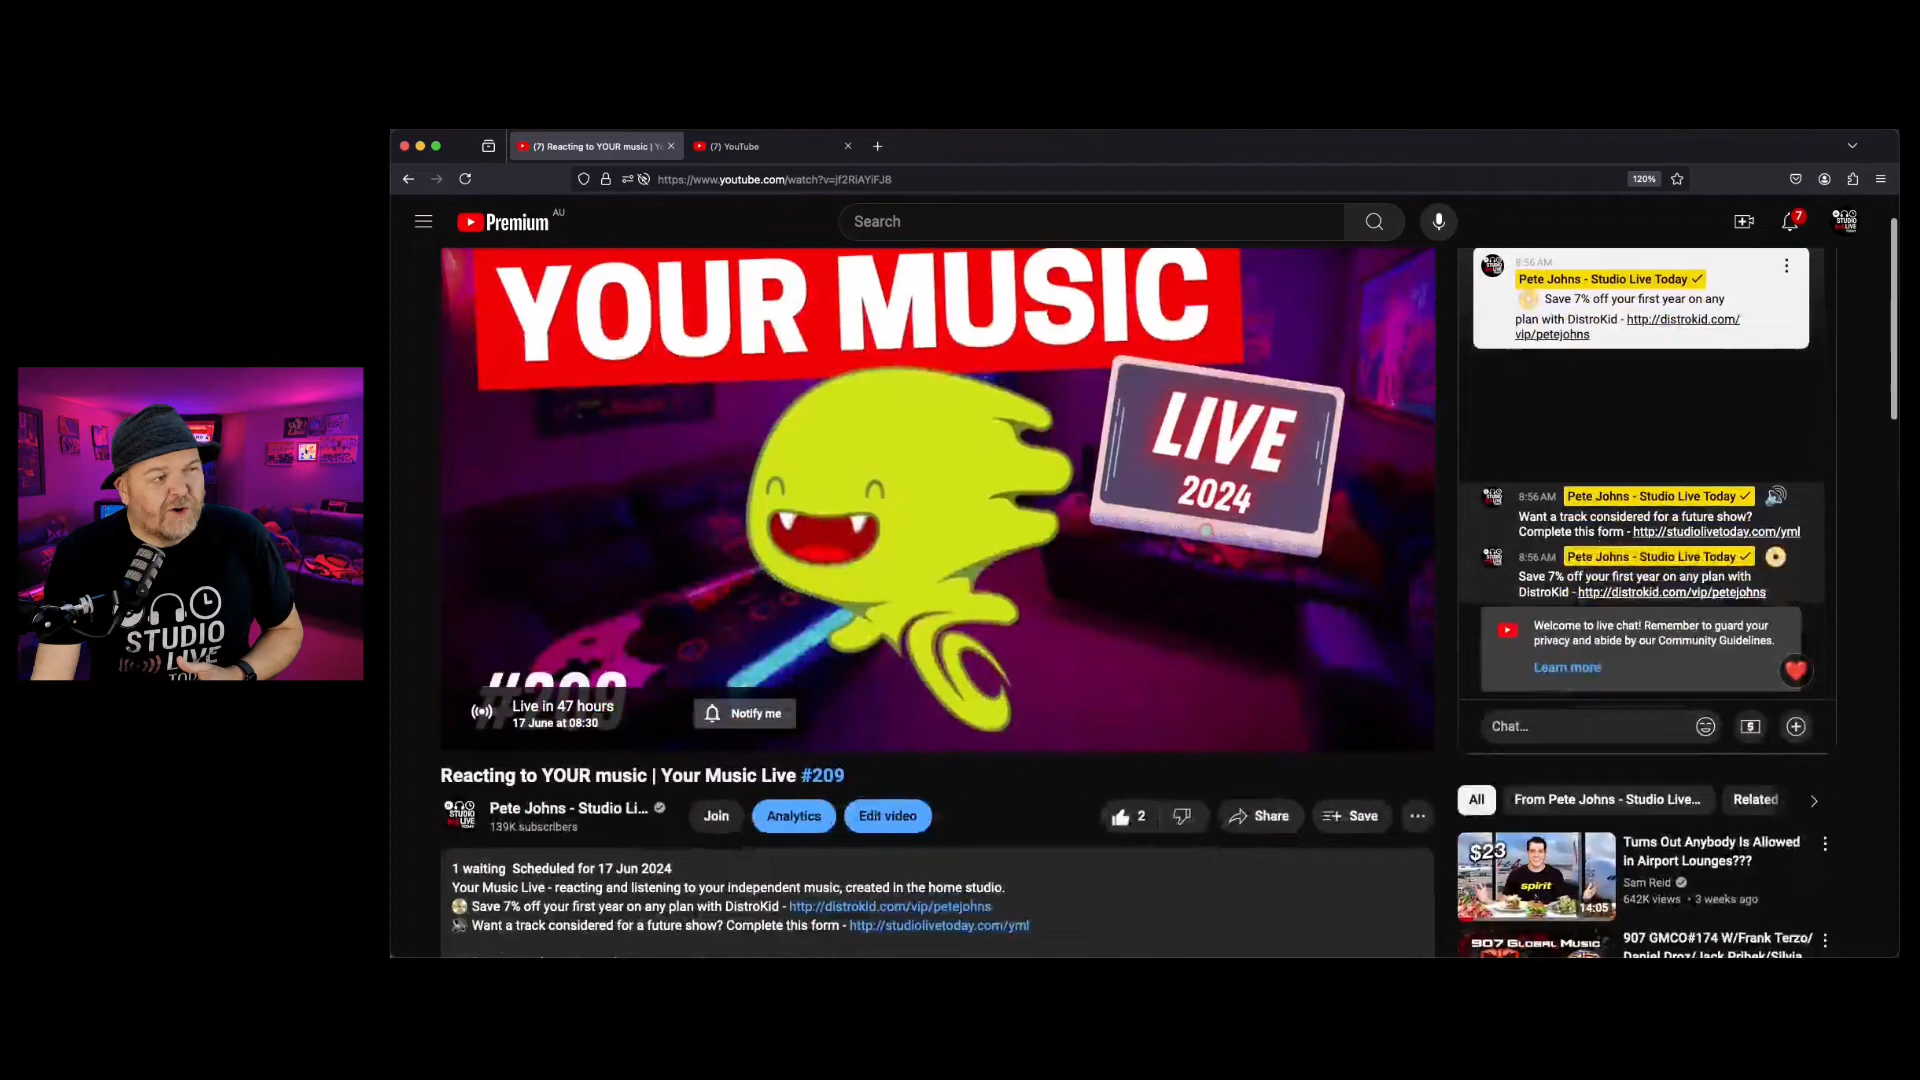 (7) Reacting to YOUR music | Yo
(7) YouTube
https://www.youtube.com/watch?v=jf2RiAYiFJ8
120%
Premium AU
Search
7
STUDIO
LIVE
TODAY
YOUR MUSIC
LIVE
2024
#209
Live in 47 hours
17 June at 08:30
Notify me
8:56 AM
Pete Johns - Studio Live Today
Save 7% off your first year on any
plan with DistroKid - http://distrokid.com/
vip/petejohns
8:56 AM Pete Johns - Studio Live Today
Want a track considered for a future show?
Complete this form - http://studiolivetoday.com/yml
8:56 AM Pete Johns - Studio Live Today
Save 7% off your first year on any plan with
DistroKid - http://distrokid.com/vip/petejohns
Welcome to live chat! Remember to guard your
privacy and abide by our Community Guidelines.
Learn more
Chat...
STUDIO
LIVE
TODAY
Reacting to YOUR music | Your Music Live #209
Pete Johns - Studio Li...
139K subscribers
Join
Analytics
Edit video
2
Share
Save
1 waiting Scheduled for 17 Jun 2024
Your Music Live - reacting and listening to your independent music, created in the home studio.
Save 7% off your first year on any plan with DistroKid - http://distrokid.com/vip/petejohns
Want a track considered for a future show? Complete this form - http://studiolivetoday.com/yml
All
From Pete Johns - Studio Live...
Related
$23
spirit
14:05
Turns Out Anybody Is Allowed
in Airport Lounges???
Sam Reid
642K views • 3 weeks ago
907 GLOBAL MUSIC
907 GMCO#174 W/Frank Terzo/
Daniel Droz/Jack Pribek/Silvia